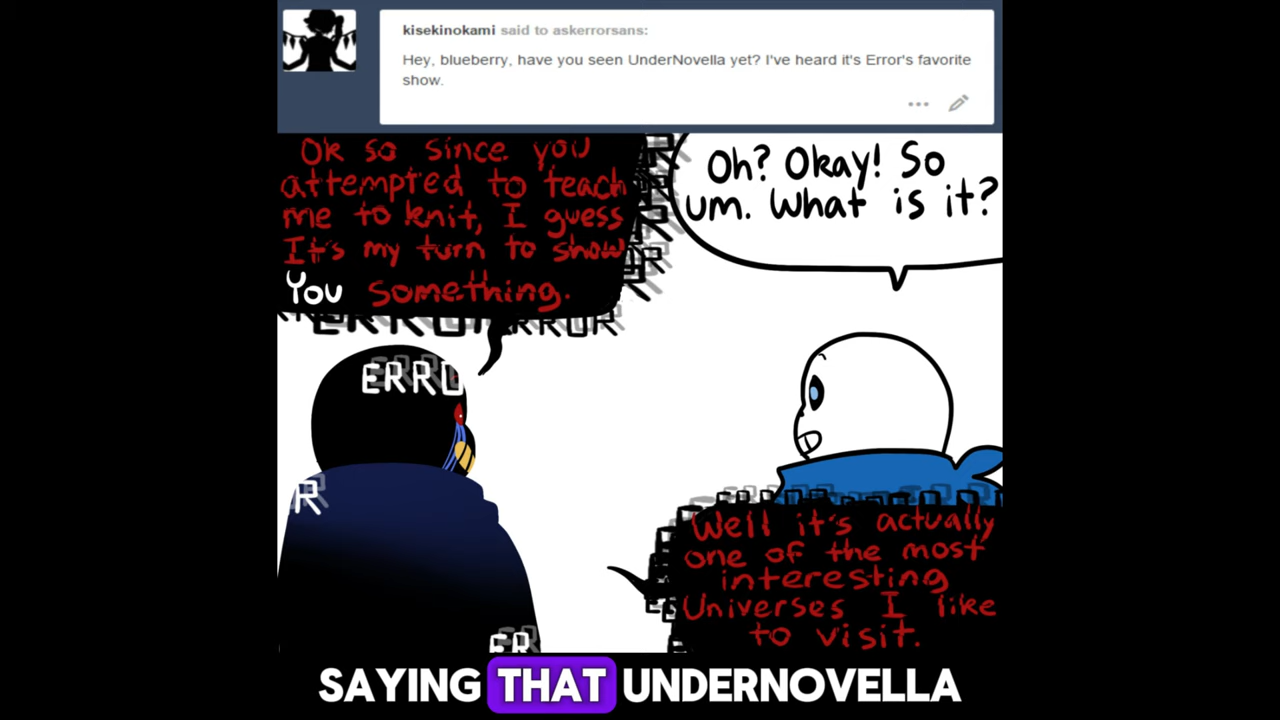 kisekinokami said to askerrorsans:
Hey, blueberry, have you seen UnderNovella yet? I've heard it's Error's favorite
show.
Ok so since you
attempted to teach
me to knit, I guess
It's my turn to show
You something.
Oh? Okay! So
um. What is it?
ERROR
ERROR
ERRO
R
ER
Well it's actually
one of the most
interesting
Universes I like
to visit.
SAYING THAT UNDERNOVELLA